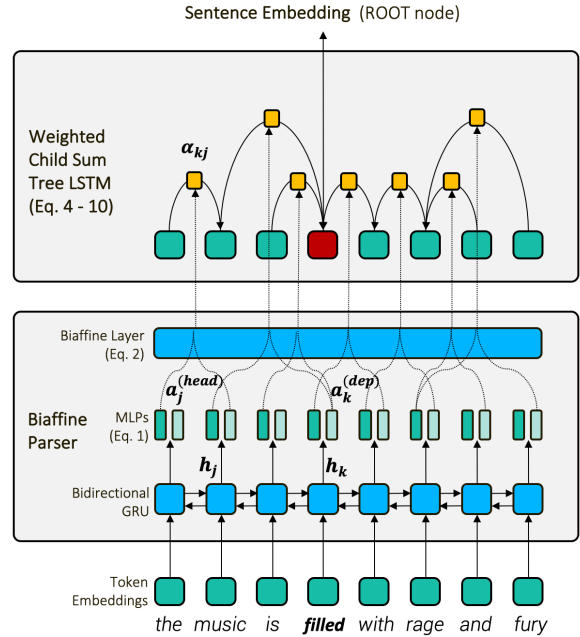 Sentence Embedding (ROOT node)
Weighted
Child Sum
Tree LSTM
(Eq. 4 - 10)
α_kj
Biaffine Layer
(Eq. 2)
a_j^(head)
a_k^(dep)
Biaffine
Parser
MLPs
(Eq. 1)
h_j
h_k
Bidirectional
GRU
Token
Embeddings
the music is filled with rage and fury